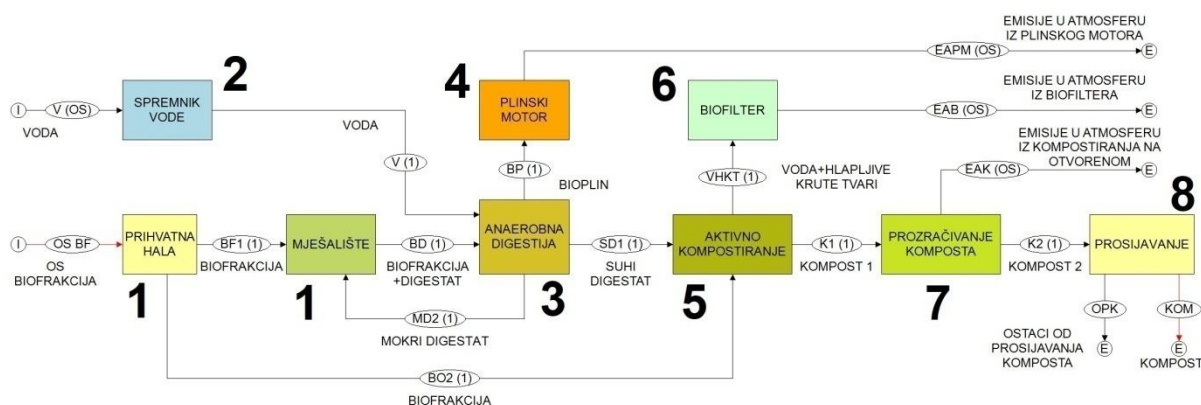 EMISIJE U ATMOSFERU
IZ PLINSKOG MOTORA
EAPM (OS)
E
2
4
6
I
V (OS)
VODA
SPREMNIK
VODE
PLINSKI
MOTOR
BIOFILTER
EMISIJE U ATMOSFERU
IZ BIOFILTERA
EAB (OS)
E
VODA
V (1)
BP (1)
BIOPLIN
VHKT (1)
VODA+HLAPLJIVE
KRUTE TVARI
EMISIJE U ATMOSFERU
IZ KOMPOSTIRANJA NA
OTVORENOM
EAK (OS)
E
8
I
OS BF
OS
BIOFRAKCIJA
PRIHVATNA
HALA
BF1 (1)
BIOFRAKCIJA
MJEŠALIŠTE
BD (1)
BIOFRAKCIJA
+DIGESTAT
ANAEROBNA
DIGESTIJA
SD1 (1)
SUHI
DIGESTAT
AKTIVNO
KOMPOSTIRANJE
K1 (1)
KOMPOST 1
PROZRAČIVANJE
KOMPOSTA
K2 (1)
KOMPOST 2
PROSIJAVANJE
1
1
3
5
7
MD2 (1)
MOKRI DIGESTAT
OPK
KOM
OSTACI OD
PROSIJAVANJA
KOMPOSTA
E
E
KOMPOST
BO2 (1)
BIOFRAKCIJA